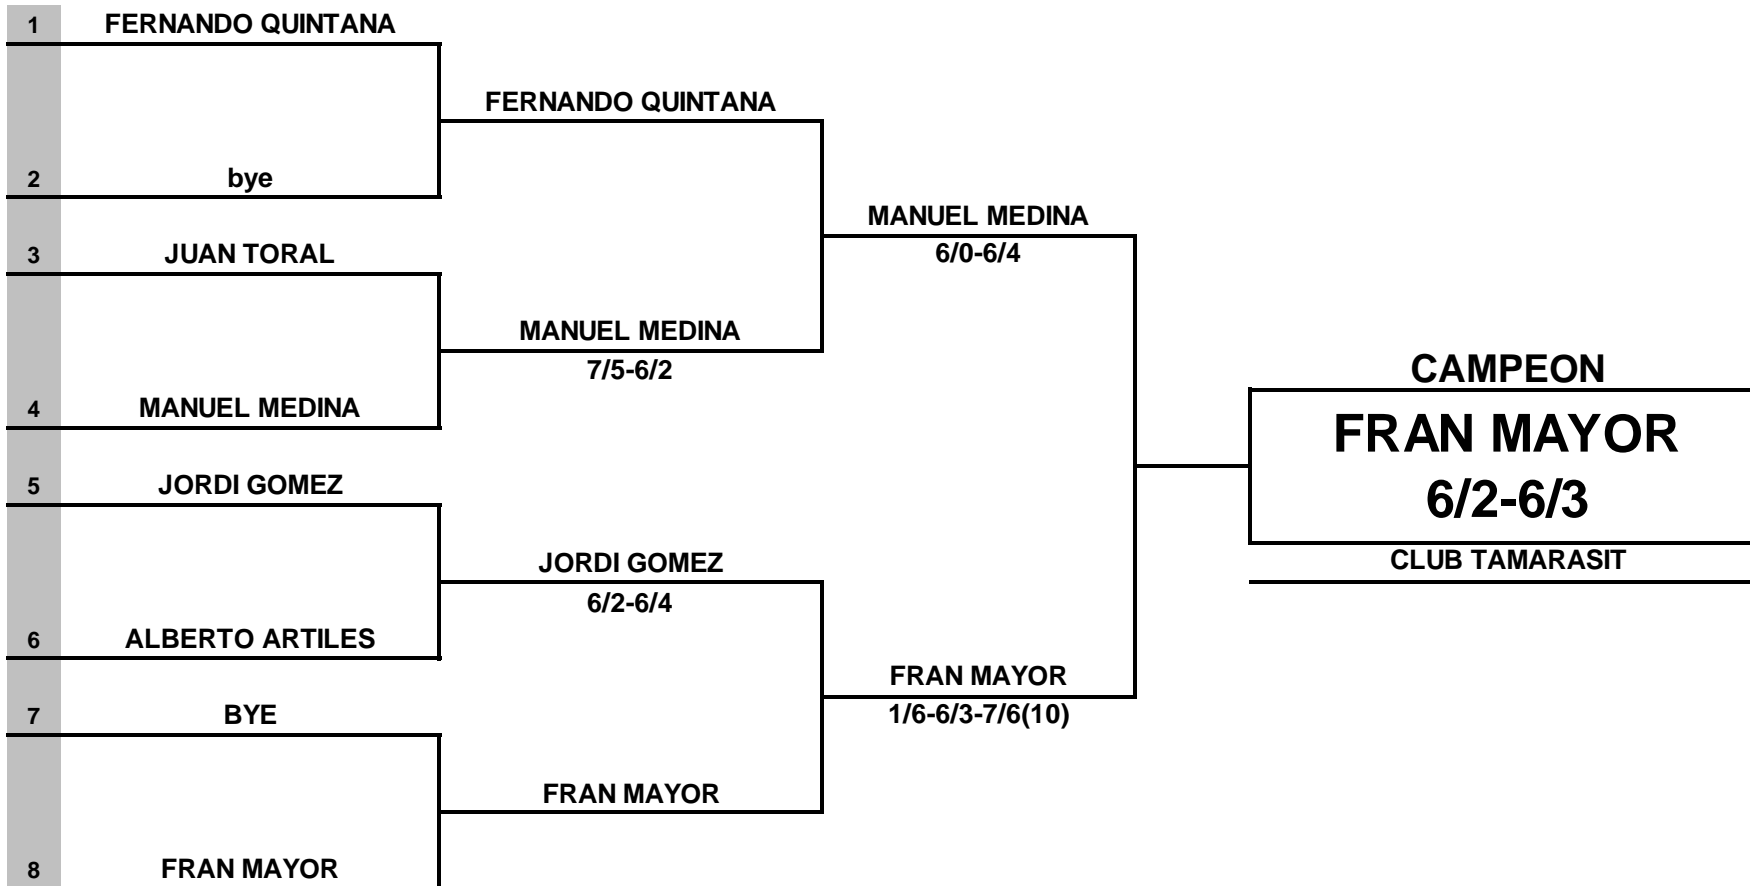 1 FERNANDO QUINTANA
FERNANDO QUINTANA
2 bye
MANUEL MEDINA
3 JUAN TORAL
6/0-6/4
MANUEL MEDINA
7/5-6/2
CAMPEON
4 MANUEL MEDINA
FRAN MAYOR
5 JORDI GOMEZ
6/2-6/3
JORDI GOMEZ
CLUB TAMARASIT
6/2-6/4
6 ALBERTO ARTILES
FRAN MAYOR
7 BYE
1/6-6/3-7/6(10)
FRAN MAYOR
8 FRAN MAYOR